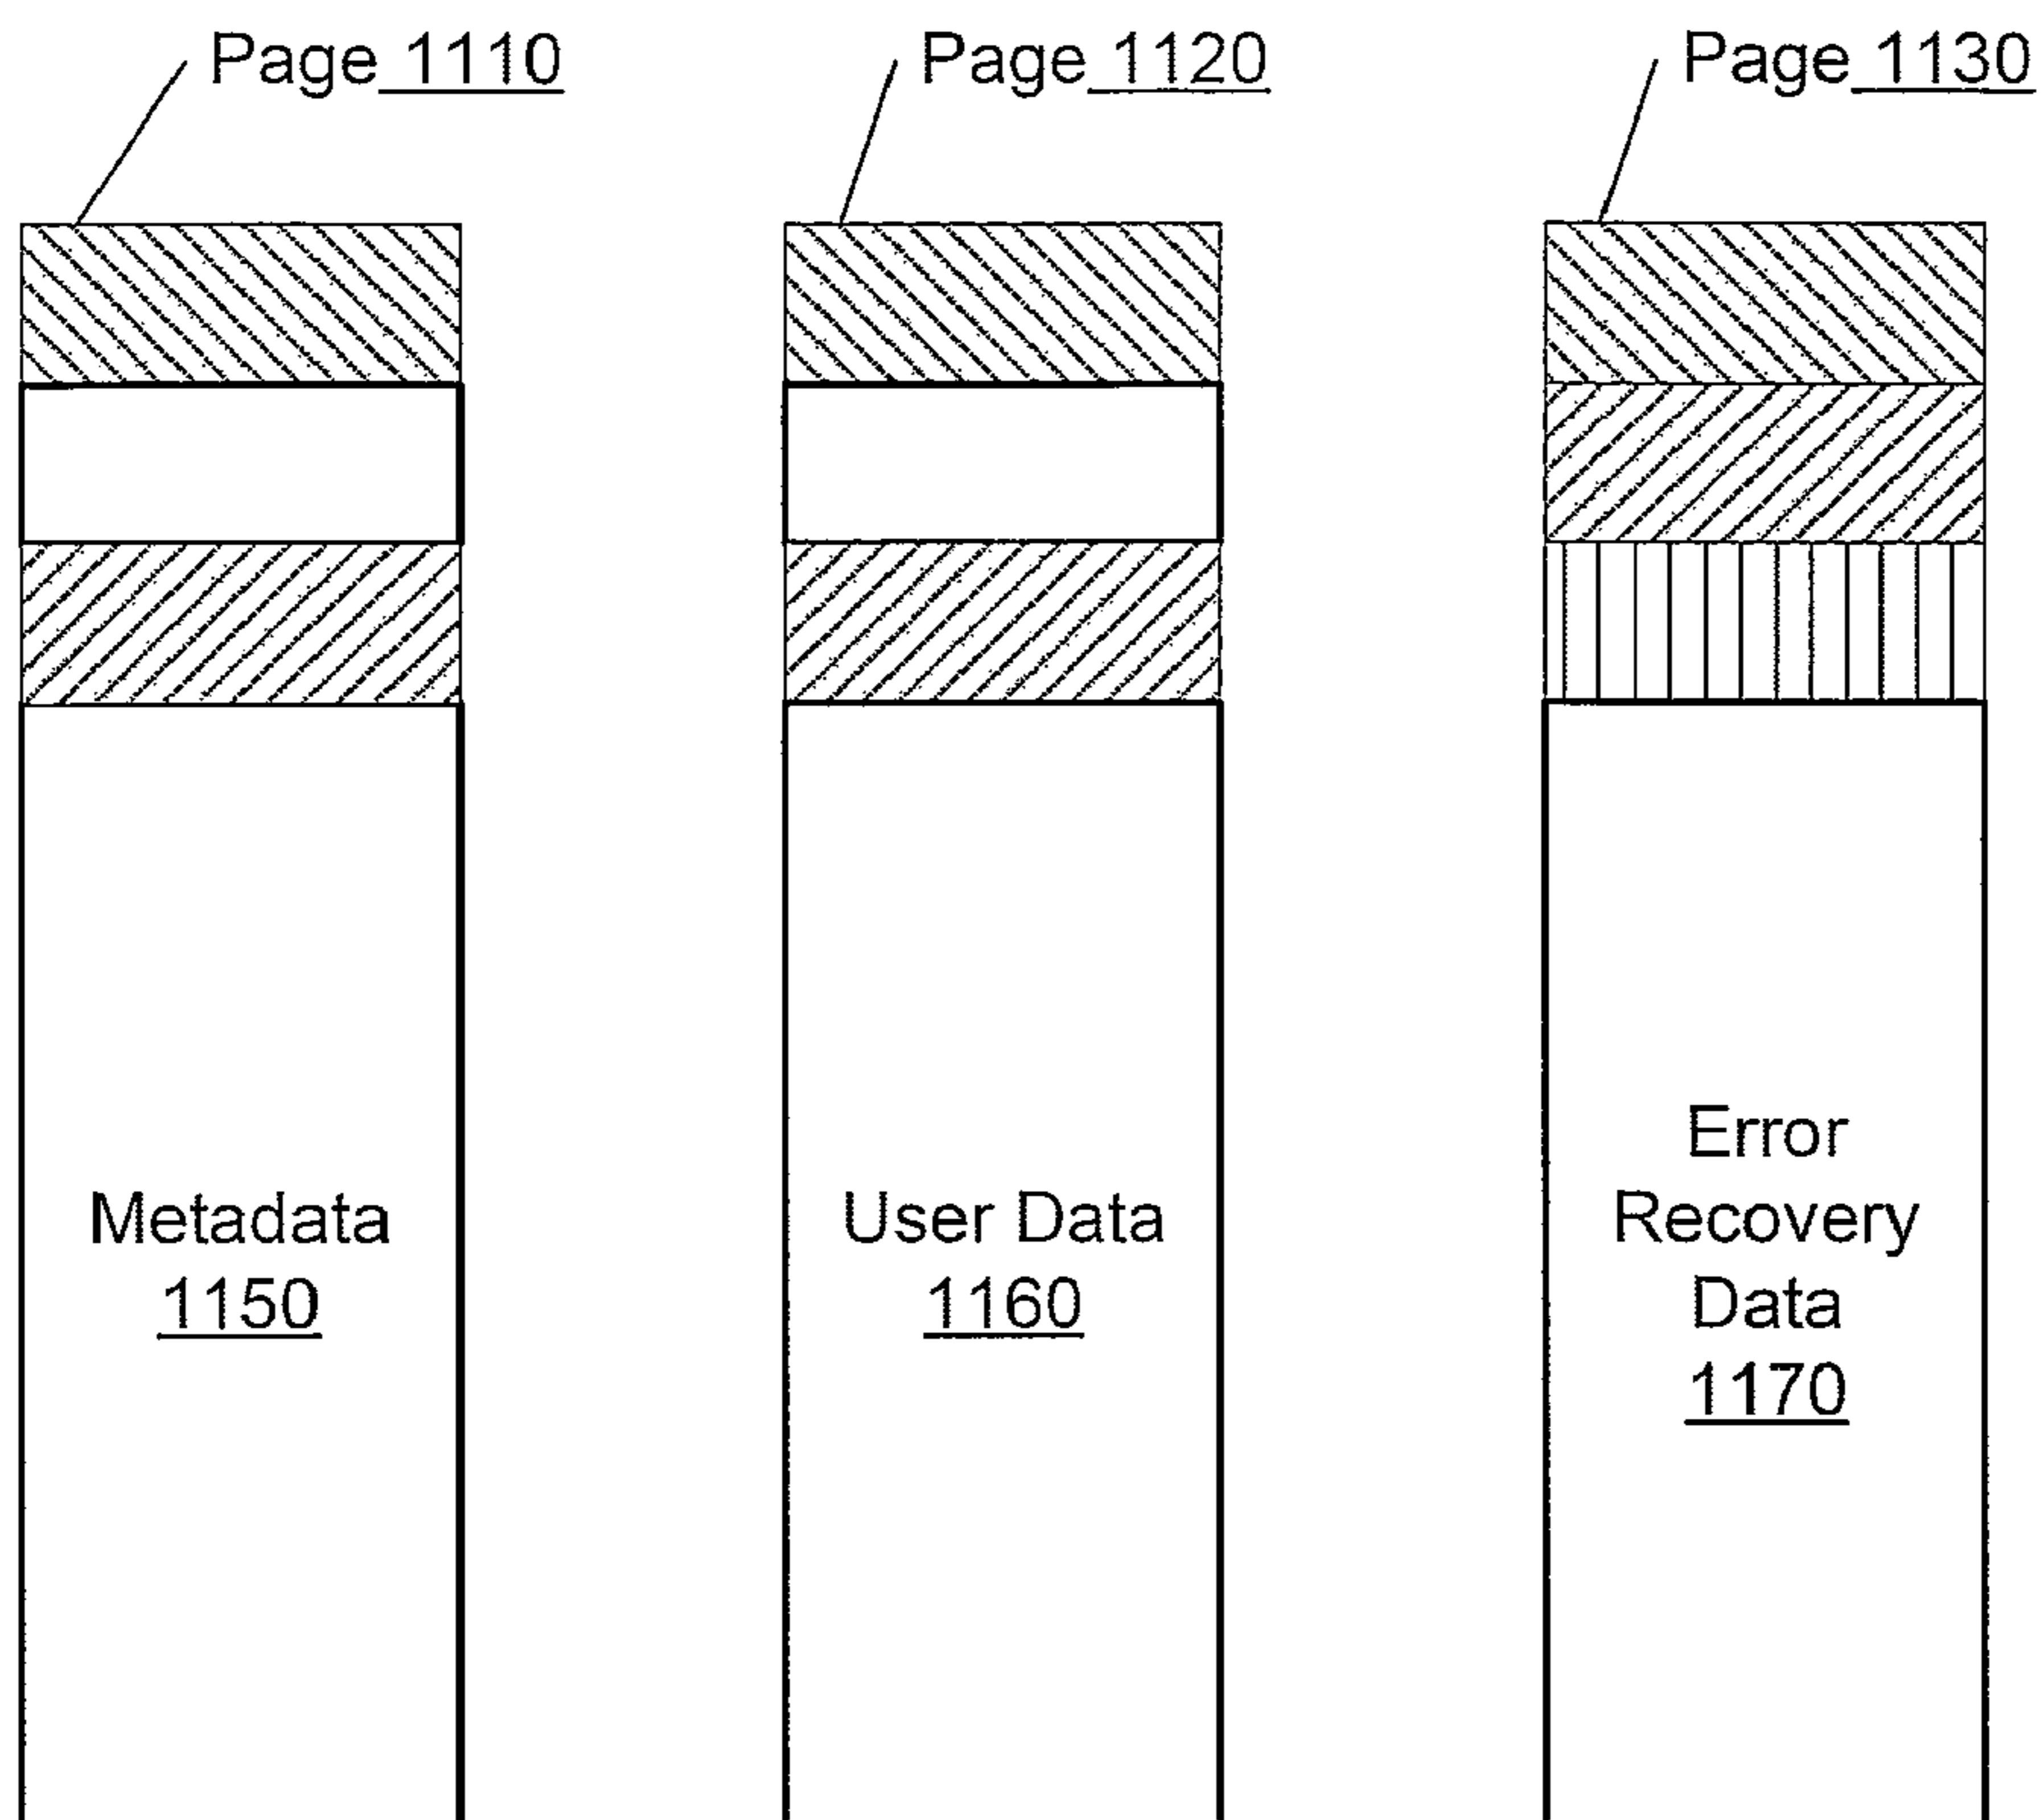 Page 1110
Page 1120
Page 1130
Metadata
1150
User Data
1160
Error
Recovery
Data
1170